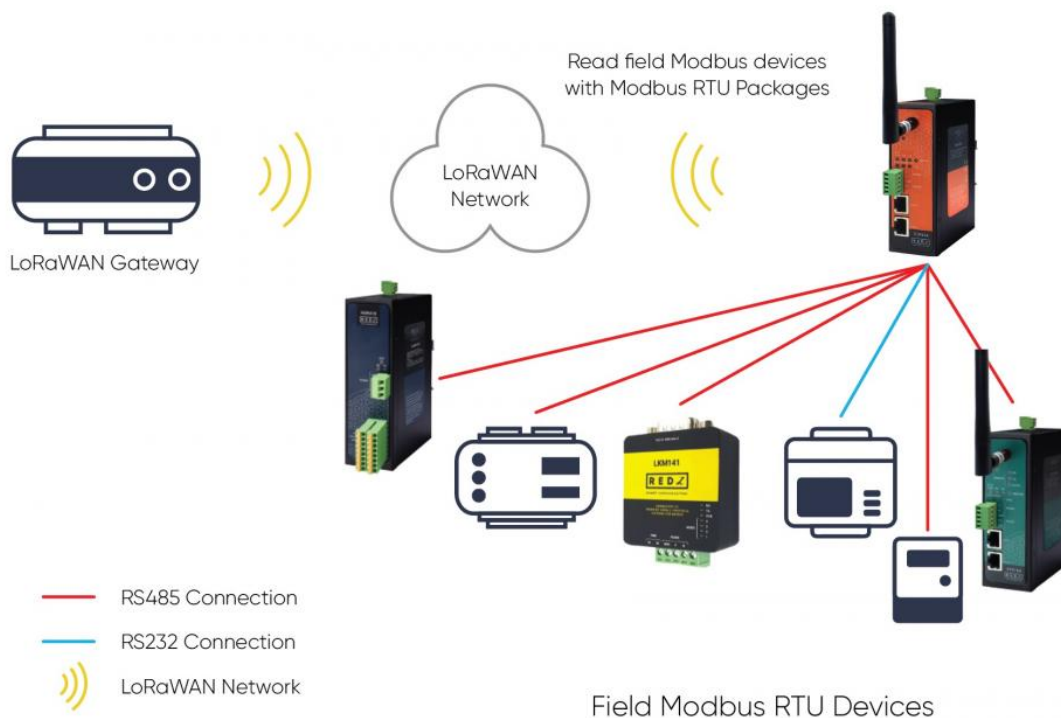 Read field Modbus devices
with Modbus RTU Packages
LoRaWAN
Network
LoRaWAN Gateway
LKM141
REDZ
RS485 Connection
RS232 Connection
LoRaWAN Network
Field Modbus RTU Devices